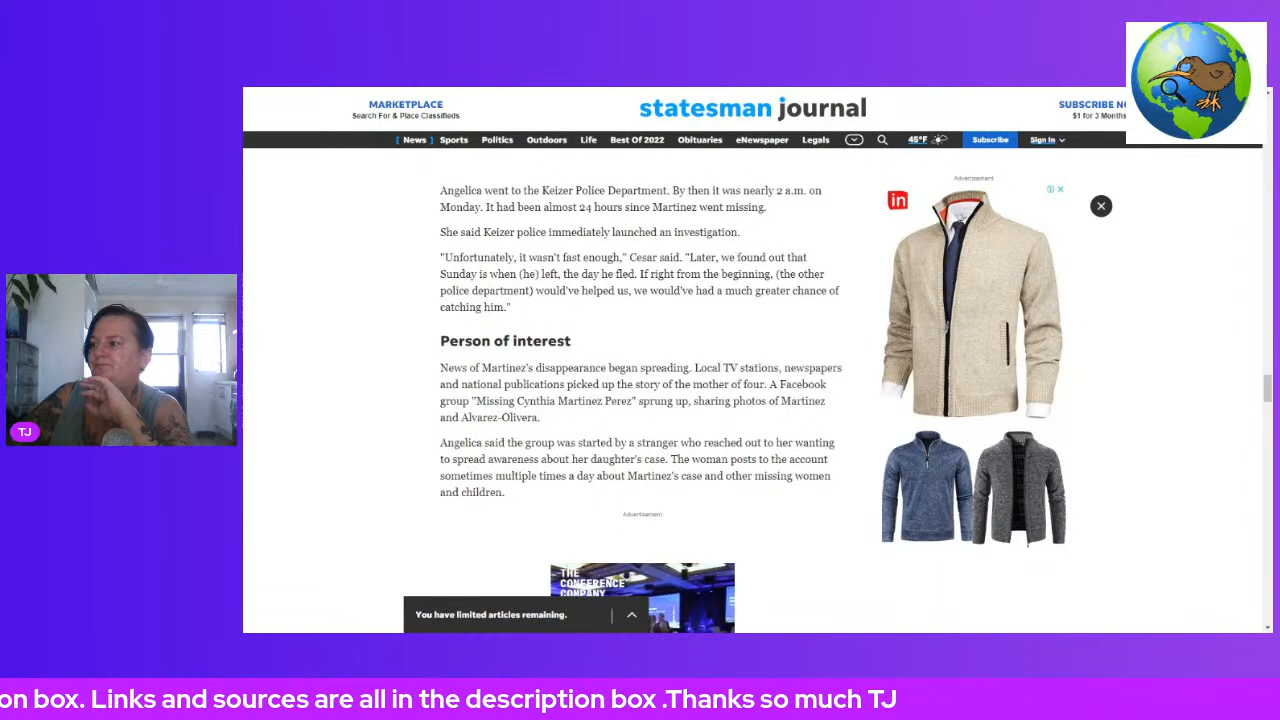 MARKETPLACE
Search For & Place Classifieds
statesman journal
SUBSCRIBE
$1 for 3 Months
[ News ] Sports Politics Outdoors Life Best Of 2022 Obituaries eNewspaper Legals 45°F Subscribe Sign In
Angelica went to the Keizer Police Department. By then it was nearly 2 a.m. on
Monday. It had been almost 24 hours since Martinez went missing.
She said Keizer police immediately launched an investigation.
"Unfortunately, it wasn't fast enough," Cesar said. "Later, we found out that
Sunday is when (he) left, the day he fled. If right from the beginning, (the other
police department) would've helped us, we would've had a much greater chance of
catching him."
Person of interest
News of Martinez's disappearance began spreading. Local TV stations, newspapers
and national publications picked up the story of the mother of four. A Facebook
group "Missing Cynthia Martinez Perez" sprung up, sharing photos of Martinez
and Alvarez-Olivera.
Angelica said the group was started by a stranger who reached out to her wanting
to spread awareness about her daughter's case. The woman posts to the account
sometimes multiple times a day about Martinez's case and other missing women
and children.
Advertisement
Advertisement
in
THE
CONFERENCE
COMPANY
You have limited articles remaining.
TJ
on box. Links and sources are all in the description box .Thanks so much TJ